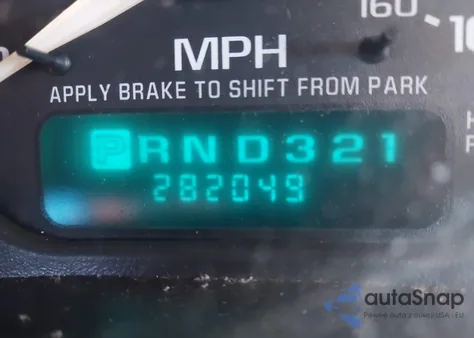 160
MPH
APPLY BRAKE TO SHIFT FROM PARK
PRND321
282049
autaSnap